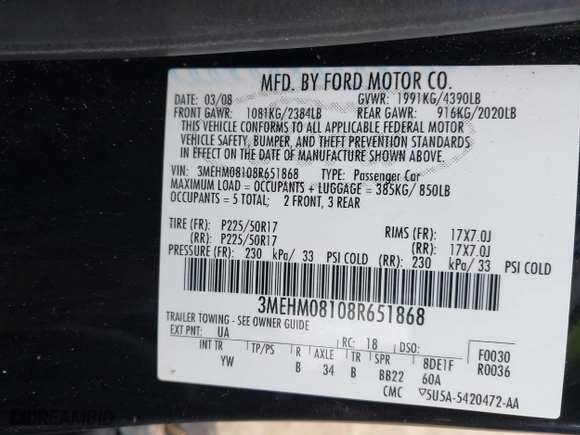 MFD. BY FORD MOTOR CO.
DATE: 03/08 GVWR: 1991KG/4390LB
FRONT GAWR: 1081KG/2384LB REAR GAWR: 916KG/2020LB
THIS VEHICLE CONFORMS TO ALL APPLICABLE FEDERAL MOTOR
VEHICLE SAFETY, BUMPER, AND THEFT PREVENTION STANDARDS
IN EFFECT ON THE DATE OF MANUFACTURE SHOWN ABOVE.
VIN: 3MEHM08108R651868 TYPE: Passenger Car
MAXIMUM LOAD = OCCUPANTS + LUGGAGE = 385KG/ 850LB
OCCUPANTS = 5 TOTAL; 2 FRONT, 3 REAR
TIRE (FR): P225/50R17 RIMS (FR): 17X7.0J
(RR): P225/50R17 (RR): 17X7.0J
PRESSURE (FR): 230 kPa/ 33 PSI COLD (RR): 230 kPa/ 33 PSI COLD
3MEHM08108R651868
TRAILER TOWING - SEE OWNER GUIDE
EXT PNT: UA RC: 18 DSO: F0030
INT TR TP/PS R AXLE TR SPR 8DE1F R0036
YW B 34 B BB22 60A
CMC 5U5A-5420472-AA
DREAMBID